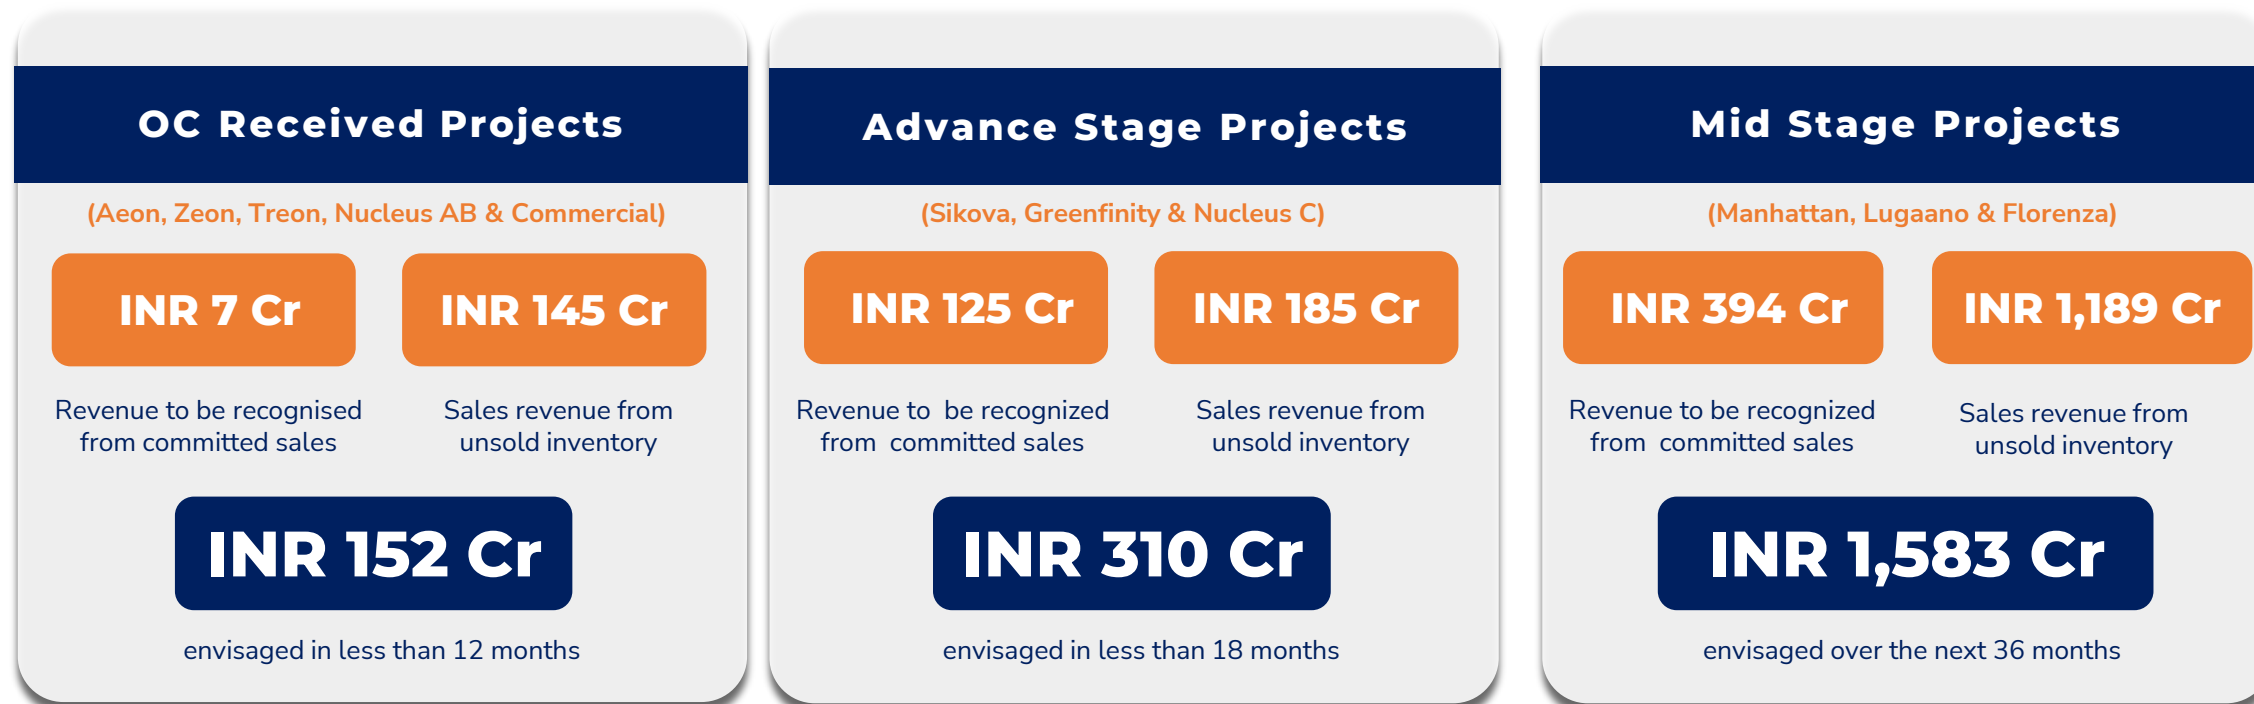 OC Received Projects
(Aeon, Zeon, Treon, Nucleus AB & Commercial)
INR 7 Cr
INR 145 Cr
Revenue to be recognised
from committed sales
Sales revenue from
unsold inventory
INR 152 Cr
envisaged in less than 12 months
Advance Stage Projects
(Sikova, Greenfinity & Nucleus C)
INR 125 Cr
INR 185 Cr
Revenue to  be recognized
from  committed sales
Sales revenue from
unsold inventory
INR 310 Cr
envisaged in less than 18 months
Mid Stage Projects
(Manhattan, Lugaano & Florenza)
INR 394 Cr
INR 1,189 Cr
Revenue to be recognized
from  committed sales
Sales revenue from
unsold inventory
INR 1,583 Cr
envisaged over the next 36 months